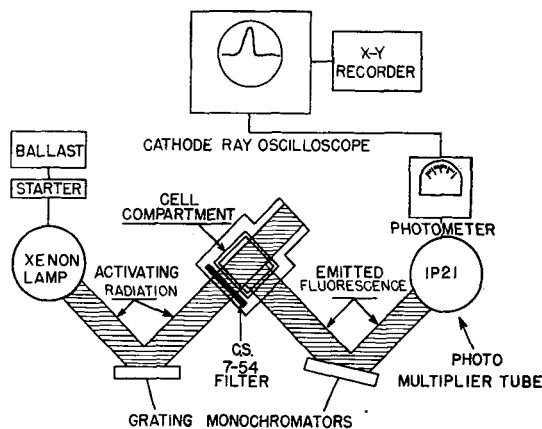 X-Y
RECORDER
CATHODE RAY OSCILLOSCOPE
BALLAST
STARTER
PHOTOMETER
CELL
COMPARTMENT
XENON
LAMP
ACTIVATING
RADIATION
EMITTED
FLUORESCENCE
IP21
C.S.
7-54
FILTER
PHOTO
MULTIPLIER TUBE
GRATING MONOCHROMATORS